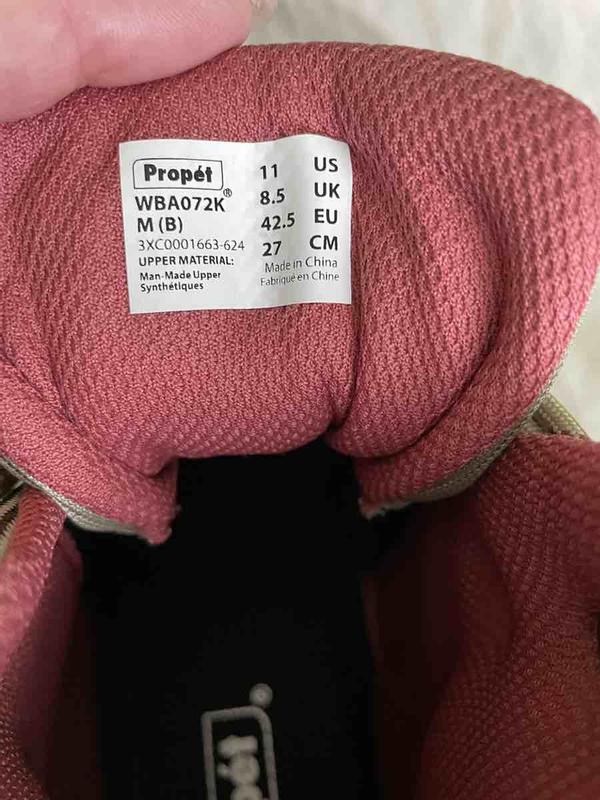 Propét®
WBA072K
M (B)
3XC0001663-624
UPPER MATERIAL:
Man-Made Upper
Synthétiques
11 US
8.5 UK
42.5 EU
27 CM
Made in China
Fabriqué en Chine